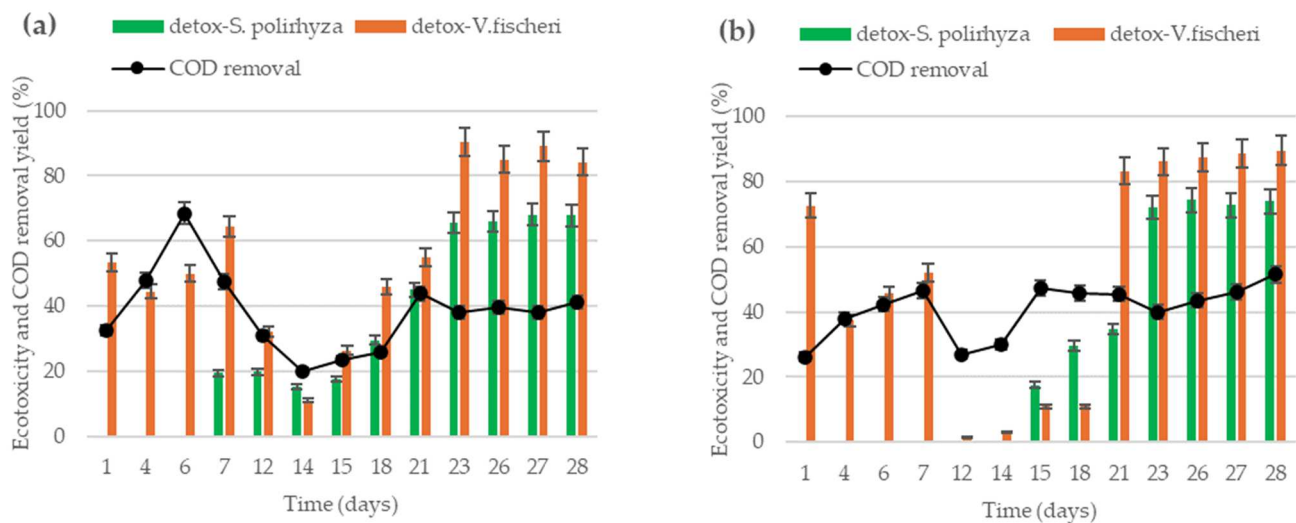 (a)
detox-S. polirhyza
detox-V.fischeri
COD removal
Ecotoxicity and COD removal yield (%)
100
80
60
40
20
0
1 4 6 7 12 14 15 18 21 23 26 27 28
Time (days)
(b)
detox-S. polirhyza
detox-V.fischeri
COD removal
Ecotoxicity and COD removal yield (%)
100
80
60
40
20
0
1 4 6 7 12 14 15 18 21 23 26 27 28
Time (days)